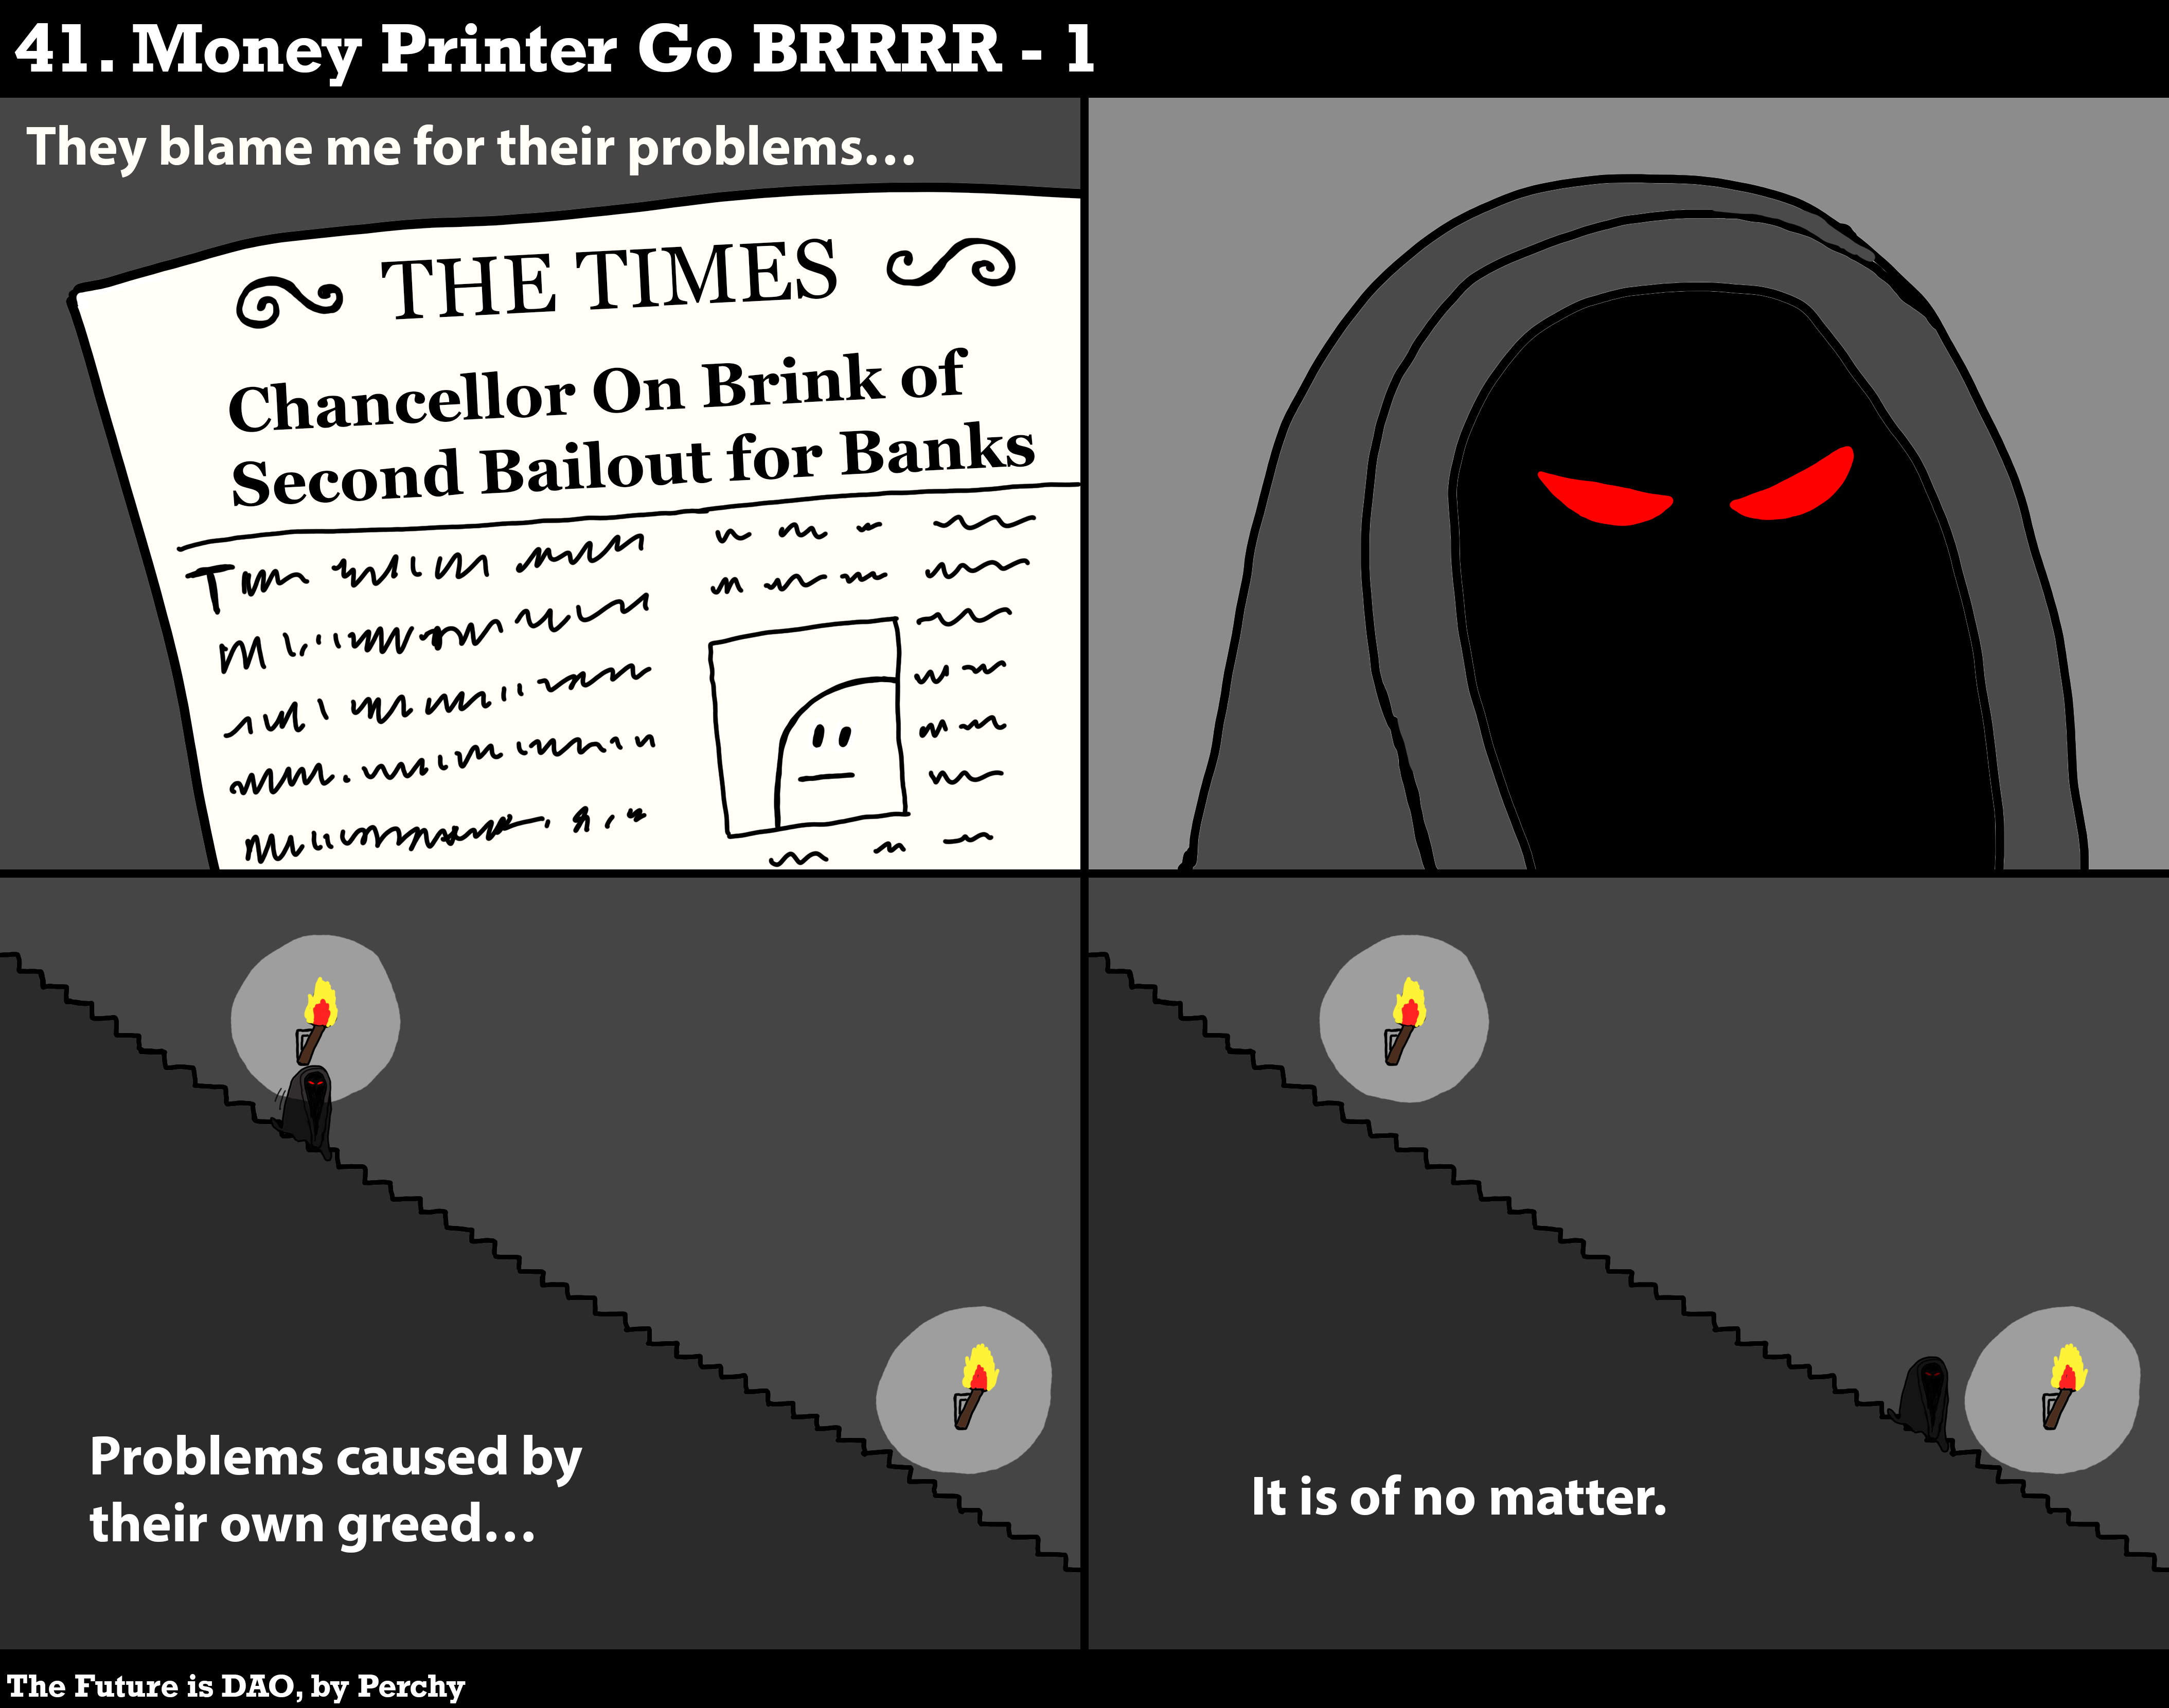 41. Money Printer Go BRRRR - 1
They blame me for their problems...
THE TIMES
Chancellor On Brink of
Second Bailout for Banks
Problems caused by
their own greed...
It is of no matter.
The Future is DAO, by Perchy